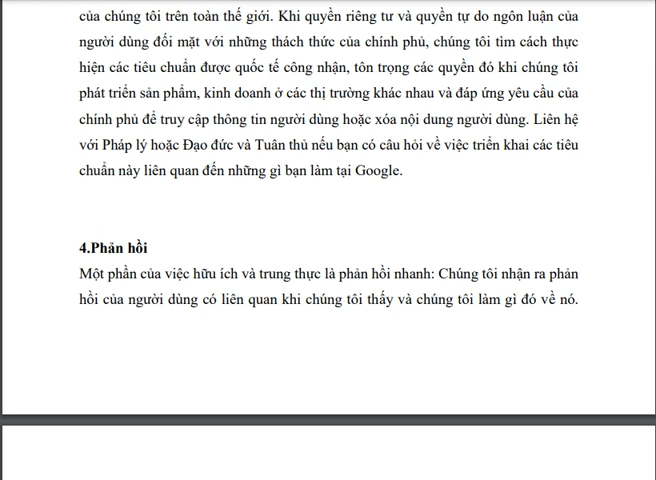 của chúng tôi trên toàn thế giới. Khi quyền riêng tư và quyền tự do ngôn luận của
người dùng đối mặt với những thách thức của chính phủ, chúng tôi tìm cách thực
hiện các tiêu chuẩn được quốc tế công nhận, tôn trọng các quyền đó khi chúng tôi
phát triển sản phẩm, kinh doanh ở các thị trường khác nhau và đáp ứng yêu cầu của
chính phủ để truy cập thông tin người dùng hoặc xóa nội dung người dùng. Liên hệ
với Pháp lý hoặc Đạo đức và Tuân thủ nếu bạn có câu hỏi về việc triển khai các tiêu
chuẩn này liên quan đến những gì bạn làm tại Google.
4.Phản hồi
Một phần của việc hữu ích và trung thực là phản hồi nhanh: Chúng tôi nhận ra phản
hồi của người dùng có liên quan khi chúng tôi thấy và chúng tôi làm gì đó về nó.